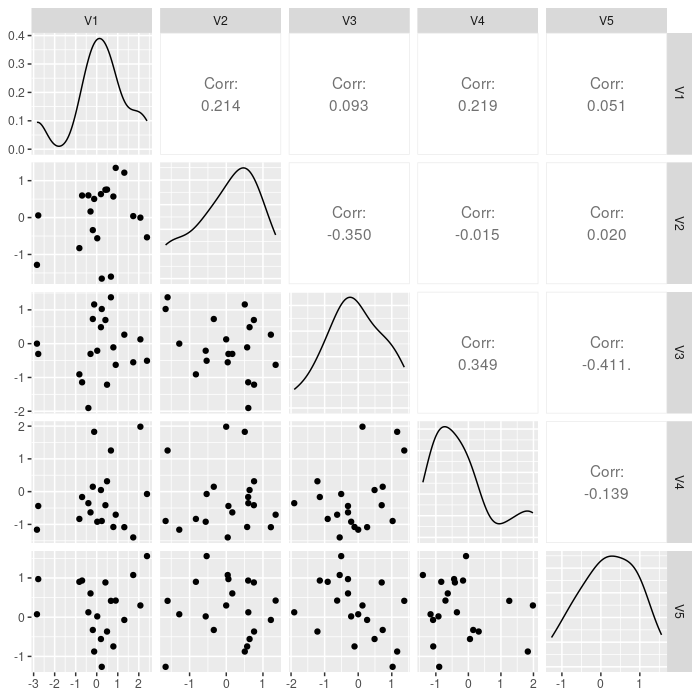 V1 V2 V3 V4 V5
0.4
0.3
0.2
0.1
0.0
Corr:
0.214
Corr:
0.093
Corr:
0.219
Corr:
0.051
V1
1
0
-1
Corr:
-0.350
Corr:
-0.015
Corr:
0.020
V2
1
0
-1
-2
Corr:
0.349
Corr:
-0.411.
V3
2
1
0
-1
Corr:
-0.139
V4
1
0
-1
V5
-3 -2 -1 0 1 2 -1 0 1 -2 -1 0 1 -1 0 1 2 -1 0 1